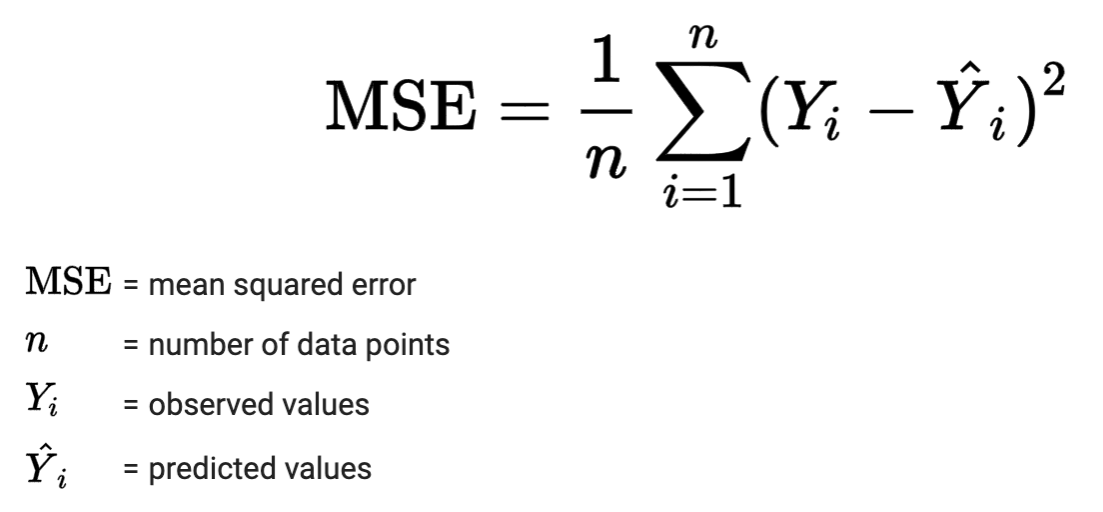 MSE = 1/n ∑_{i=1}^{n} (Y_i − Ŷ_i)^2
MSE = mean squared error
n = number of data points
Y_i = observed values
Ŷ_i = predicted values